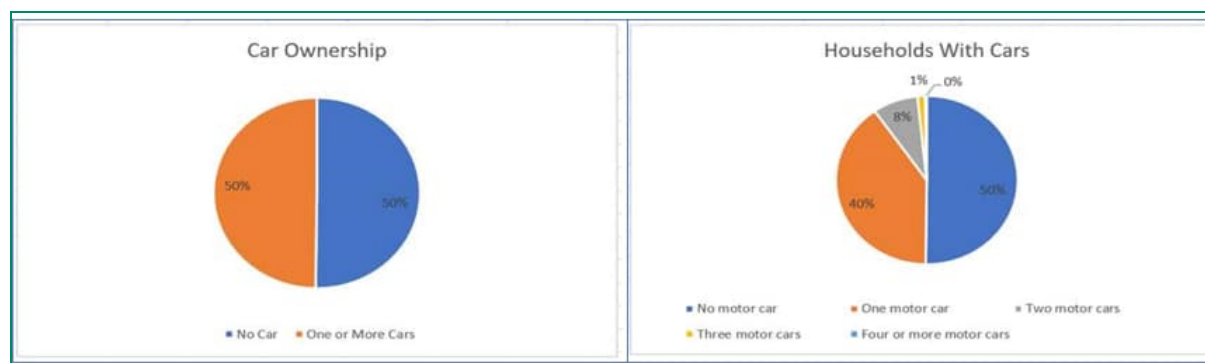 Car Ownership
50%
50%
No Car
One or More Cars
Households With Cars
1%
0%
8%
50%
40%
No motor car
One motor car
Two motor cars
Three motor cars
Four or more motor cars